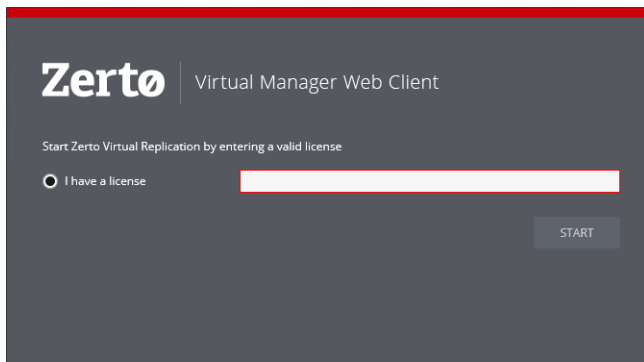 Zertø
Virtual Manager Web Client
Start Zerto Virtual Replication by entering a valid license
I have a license
START